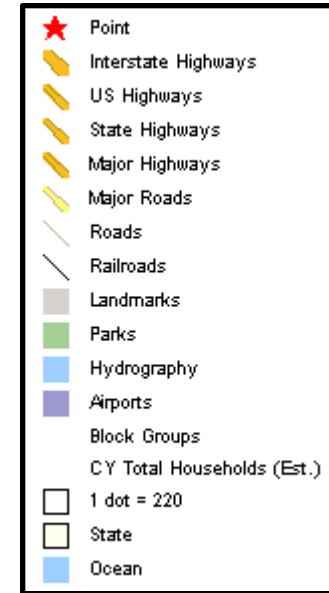 Point
Interstate Highways
US Highways
State Highways
Major Highways
Major Roads
Roads
Railroads
Landmarks
Parks
Hydrography
Airports
Block Groups
CY Total Households (Est.)
1 dot = 220
State
Ocean